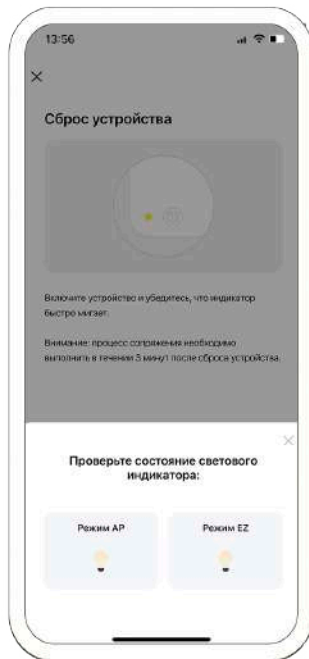 13:56
Сброс устройства
Включите устройство и убедитесь, что индикатор
быстро мигает.
Внимание: процесс сопряжения необходимо
выполнить в течении 3 минут после сброса устройства.
Проверьте состояние светового
индикатора:
Режим AP
Режим EZ